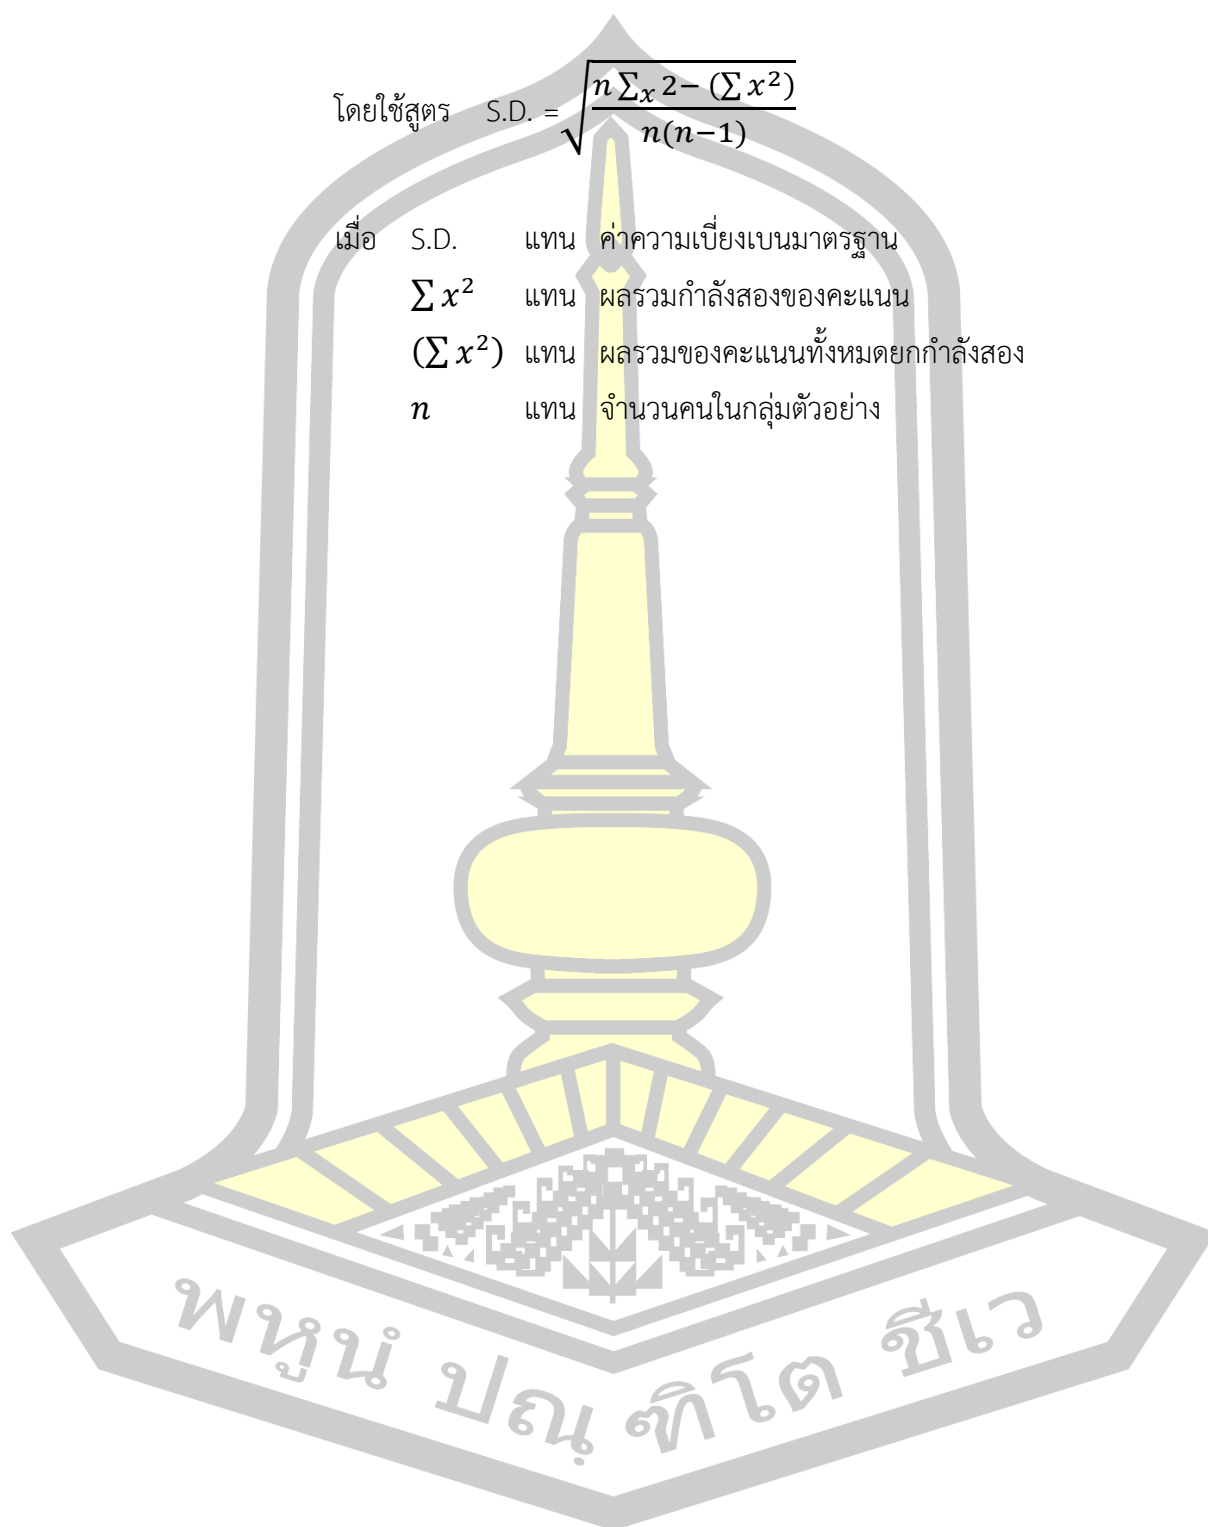 โดยใช้สูตร S.D. = √(n ∑ₓ 2− (∑ x²) / n(n−1))
เมื่อ S.D. แทน ค่าความเบี่ยงเบนมาตรฐาน
∑ x² แทน ผลรวมกำลังสองของคะแนน
(∑ x²) แทน ผลรวมของคะแนนทั้งหมดยกกำลังสอง
n แทน จำนวนคนในกลุ่มตัวอย่าง
พหูนํ ปณฺฑิโต ชีเว